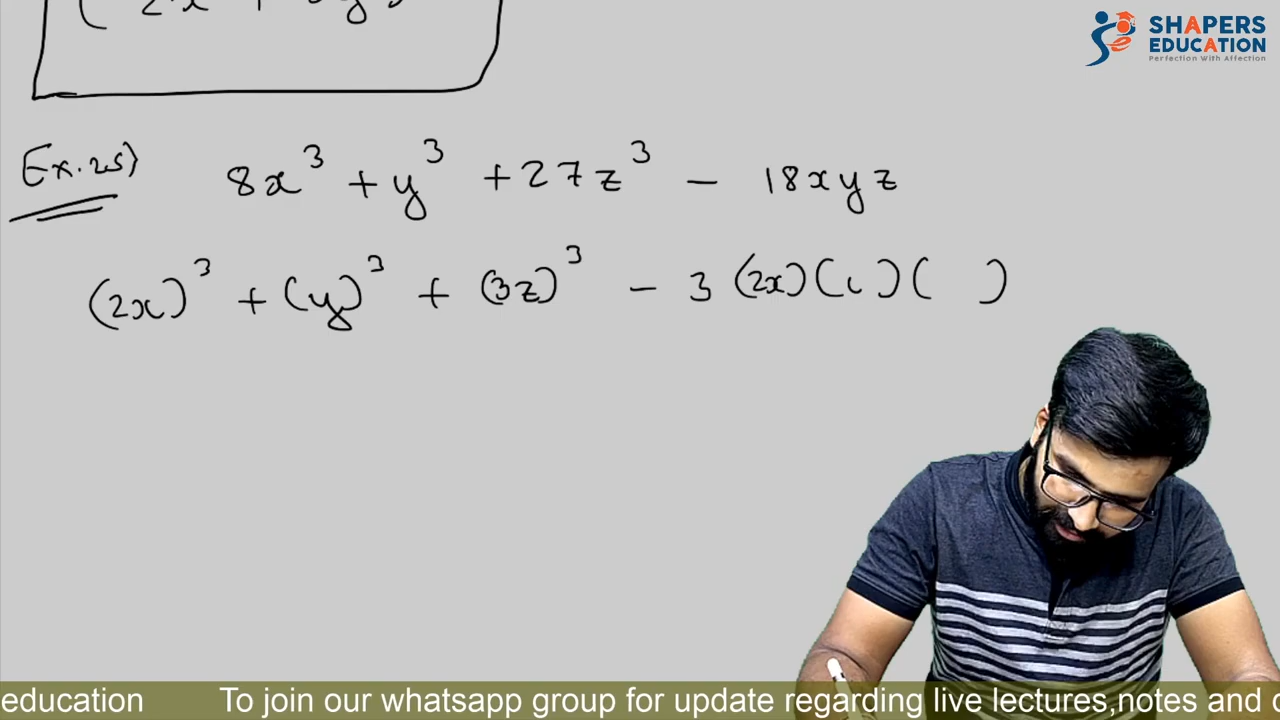 SHAPERS
EDUCATION
Perfection With Affection
Ex.25) 8x³ + y³ + 27z³ - 18xyz
(2x)³ + (y)³ + (3z)³ - 3 (2x)( )( )
education To join our whatsapp group for update regarding live lectures,notes and